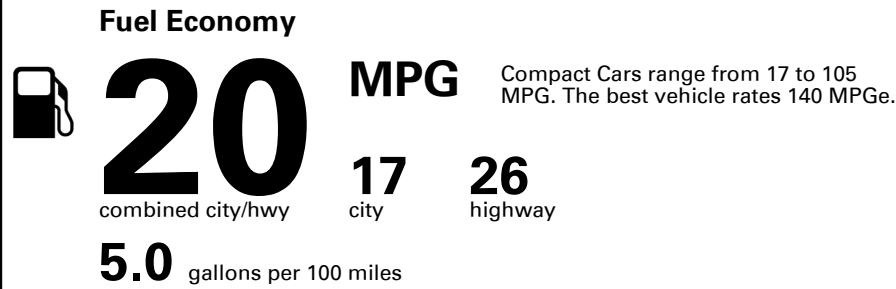 Fuel Economy
20 MPG
Compact Cars range from 17 to 105
MPG. The best vehicle rates 140 MPGe.
combined city/hwy
17
city
26
highway
5.0 gallons per 100 miles